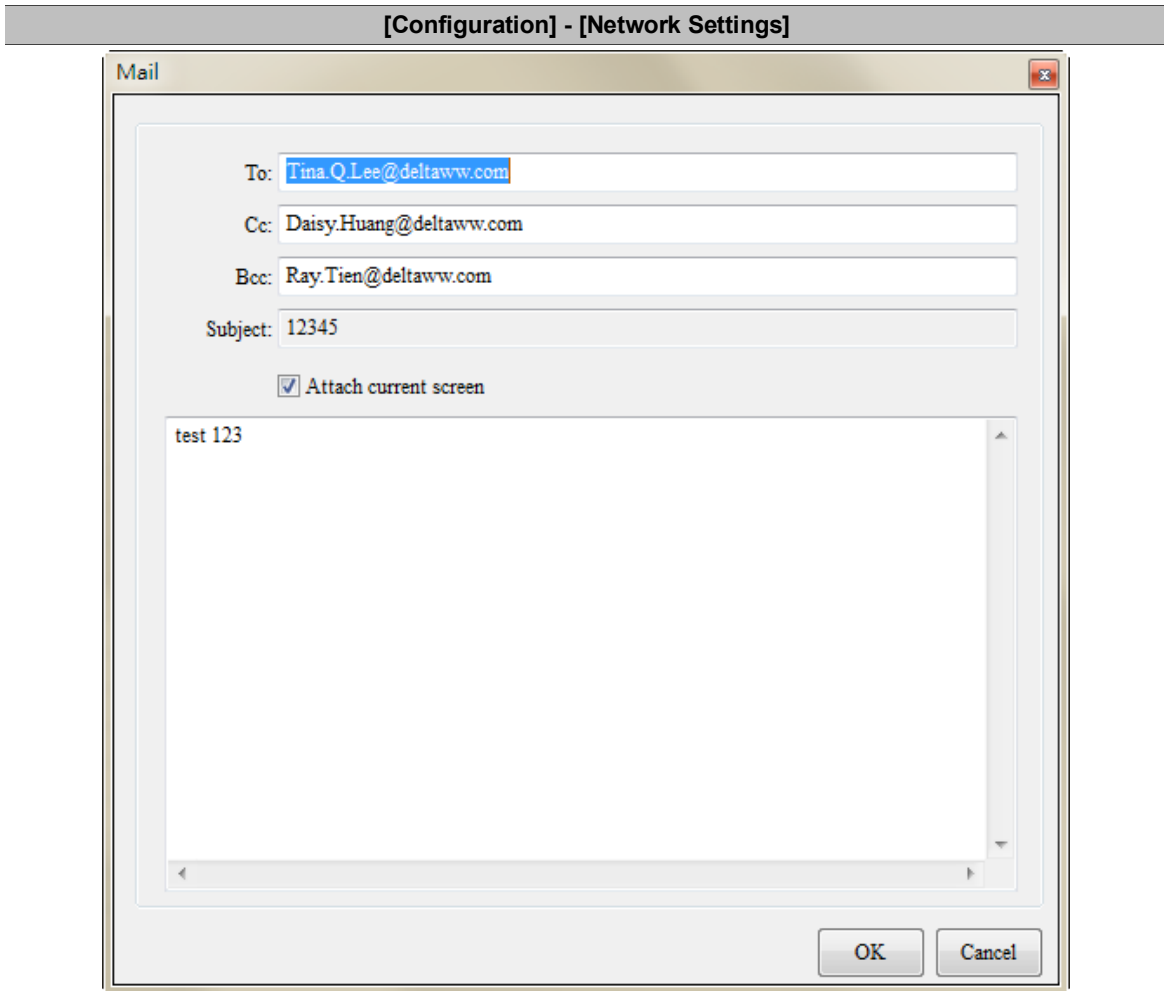 [Configuration] - [Network Settings]
Mail
To: Tina.Q.Lee@deltaww.com
Cc: Daisy.Huang@deltaww.com
Bcc: Ray.Tien@deltaww.com
Subject: 12345
Attach current screen
test 123
OK Cancel